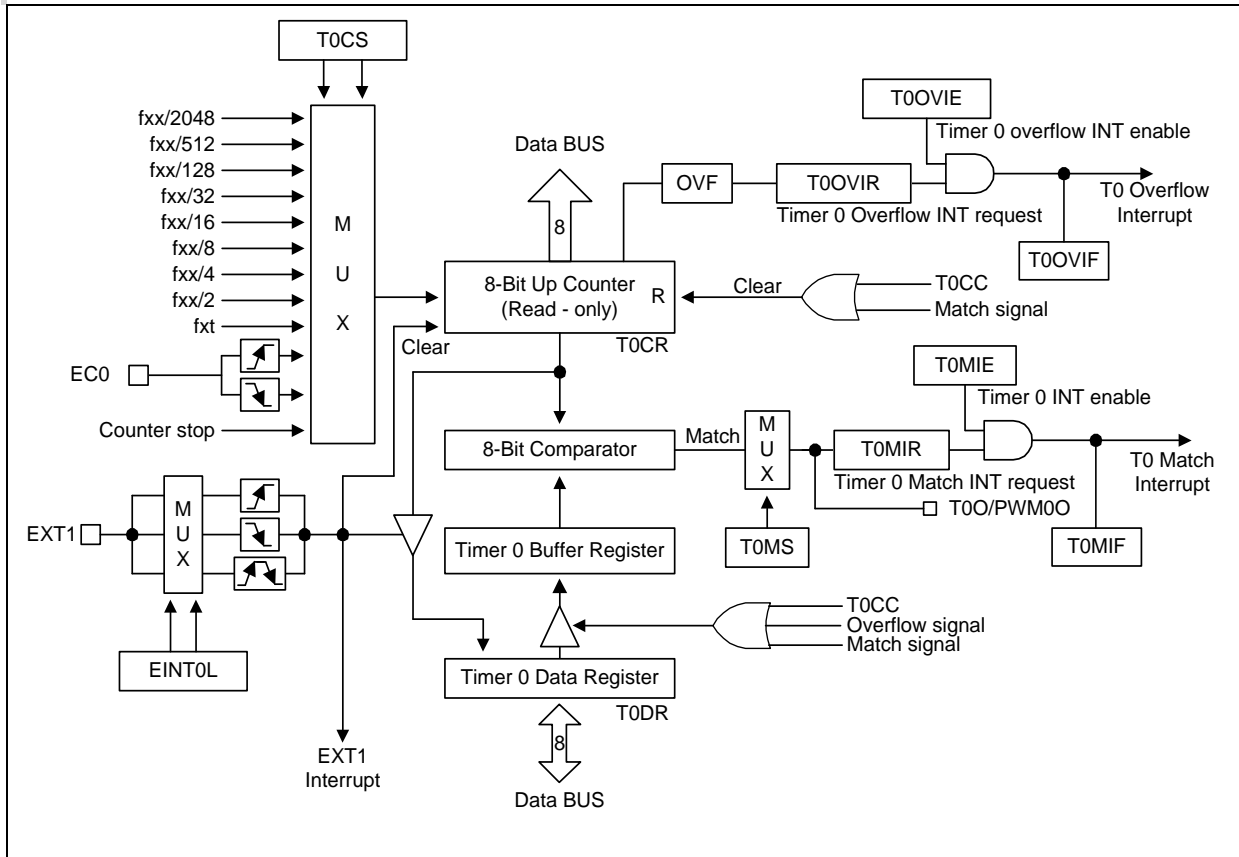 T0CS
fxx/2048
fxx/512
fxx/128
fxx/32
fxx/16
fxx/8
fxx/4
fxx/2
fxt
EC0
Counter stop
M
U
X
Data BUS
8
8-Bit Up Counter
(Read - only)
R
T0CR
Clear
OVF
T0OVIR
Timer 0 Overflow INT request
T0OVIE
Timer 0 overflow INT enable
T0 Overflow
Interrupt
T0OVIF
Clear
T0CC
Match signal
8-Bit Comparator
Match
M
U
X
T0MS
T0MIR
Timer 0 Match INT request
T0O/PWM0O
T0MIE
Timer 0 INT enable
T0 Match
Interrupt
T0MIF
EXT1
M
U
X
EINT0L
EXT1
Interrupt
Timer 0 Buffer Register
T0CC
Overflow signal
Match signal
Timer 0 Data Register
T0DR
8
Data BUS